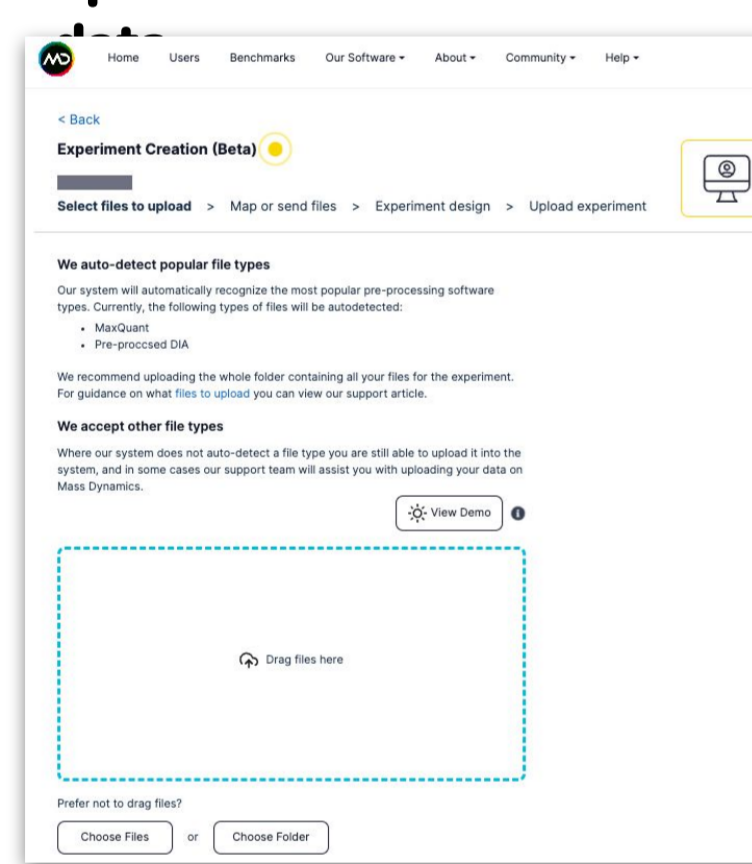 data
MD
Home Users Benchmarks Our Software About Community Help
< Back
Experiment Creation (Beta)
Select files to upload > Map or send files > Experiment design > Upload experiment
We auto-detect popular file types
Our system will automatically recognize the most popular pre-processing software
types. Currently, the following types of files will be autodetected:
• MaxQuant
• Pre-proccsed DIA
We recommend uploading the whole folder containing all your files for the experiment.
For guidance on what files to upload you can view our support article.
We accept other file types
Where our system does not auto-detect a file type you are still able to upload it into the
system, and in some cases our support team will assist you with uploading your data on
Mass Dynamics.
View Demo
Drag files here
Prefer not to drag files?
Choose Files or Choose Folder